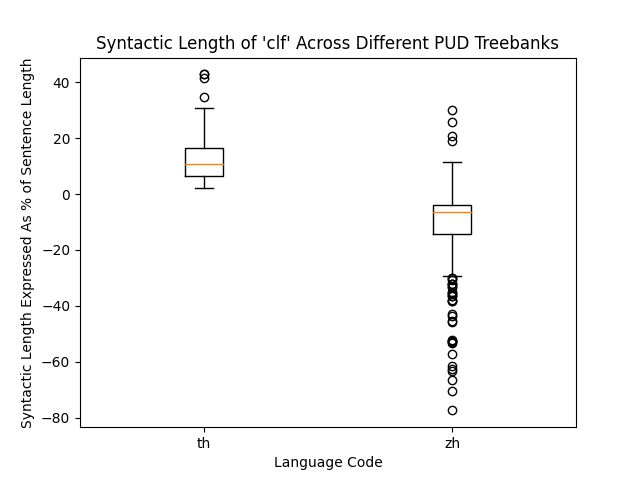 Syntactic Length of 'clf' Across Different PUD Treebanks
Syntactic Length Expressed As % of Sentence Length
40
20
0
−20
−40
−60
−80
th
zh
Language Code